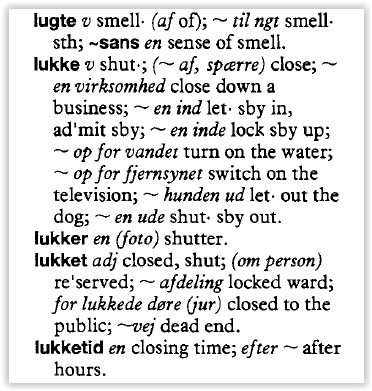 lugte v smell· (af of); ~ til ngt smell·
sth; ~sans en sense of smell.
lukke v shut·; (~ af, spærre) close; ~
en virksomhed close down a
business; ~ en ind let· sby in,
ad'mit sby; ~ en inde lock sby up;
~ op for vandet turn on the water;
~ op for fjernsynet switch on the
television; ~ hunden ud let· out the
dog; ~ en ude shut· sby out.
lukker en (foto) shutter.
lukket adj closed, shut; (om person)
re'served; ~ afdeling locked ward;
for lukkede døre (jur) closed to the
public; ~vej dead end.
lukketid en closing time; efter ~ after
hours.